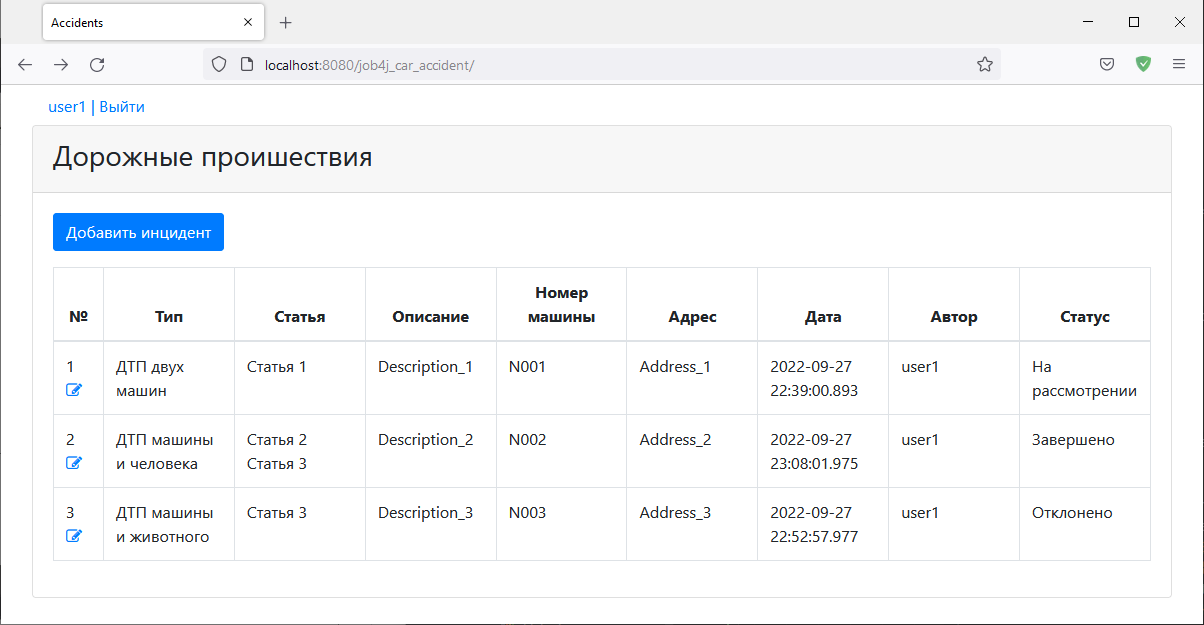 Accidents
localhost:8080/job4j_car_accident/
user1 | Выйти
Дорожные проишествия
Добавить инцидент
№ Тип Статья Описание Номер машины Адрес Дата Автор Статус
1 ДТП двух машин Статья 1 Description_1 N001 Address_1 2022-09-27 22:39:00.893 user1 На рассмотрении
2 ДТП машины и человека Статья 2 Статья 3 Description_2 N002 Address_2 2022-09-27 23:08:01.975 user1 Завершено
3 ДТП машины и животного Статья 3 Description_3 N003 Address_3 2022-09-27 22:52:57.977 user1 Отклонено